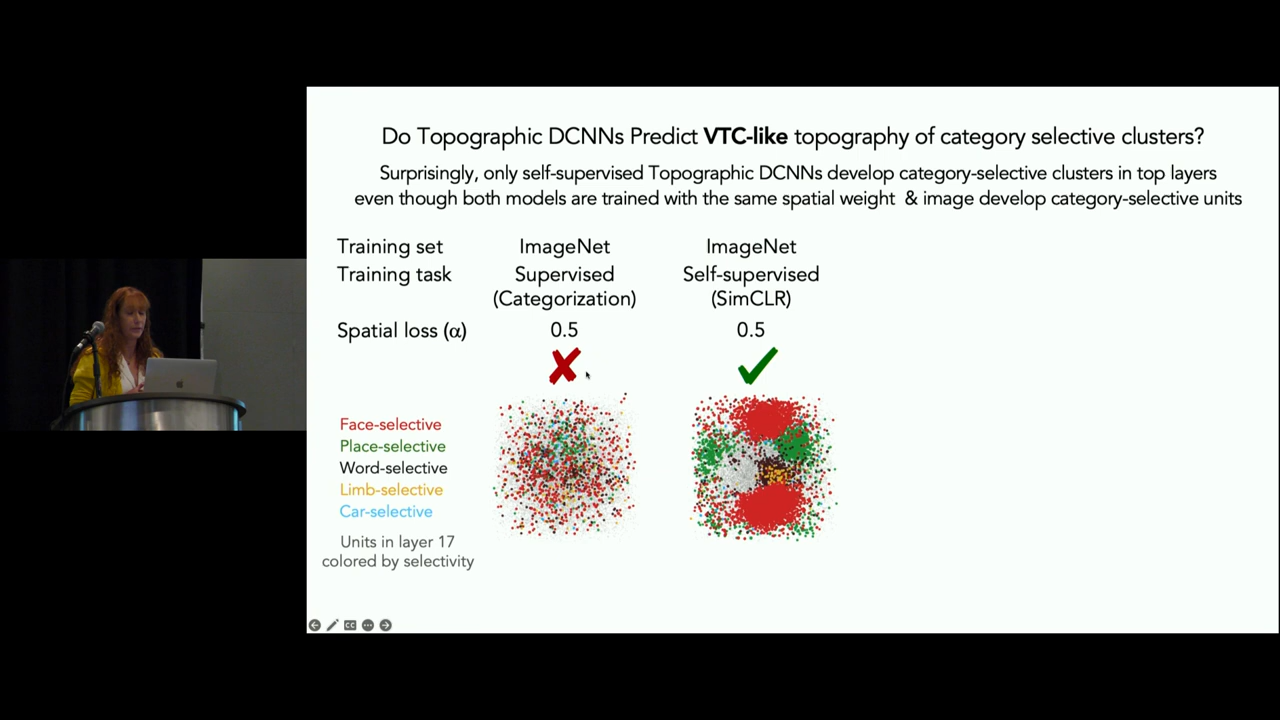 Do Topographic DCNNs Predict VTC-like topography of category selective clusters?
Surprisingly, only self-supervised Topographic DCNNs develop category-selective clusters in top layers
even though both models are trained with the same spatial weight & image develop category-selective units
Training set ImageNet ImageNet
Training task Supervised Self-supervised
(Categorization) (SimCLR)
Spatial loss (α) 0.5 0.5
Face-selective
Place-selective
Word-selective
Limb-selective
Car-selective
Units in layer 17
colored by selectivity
CC